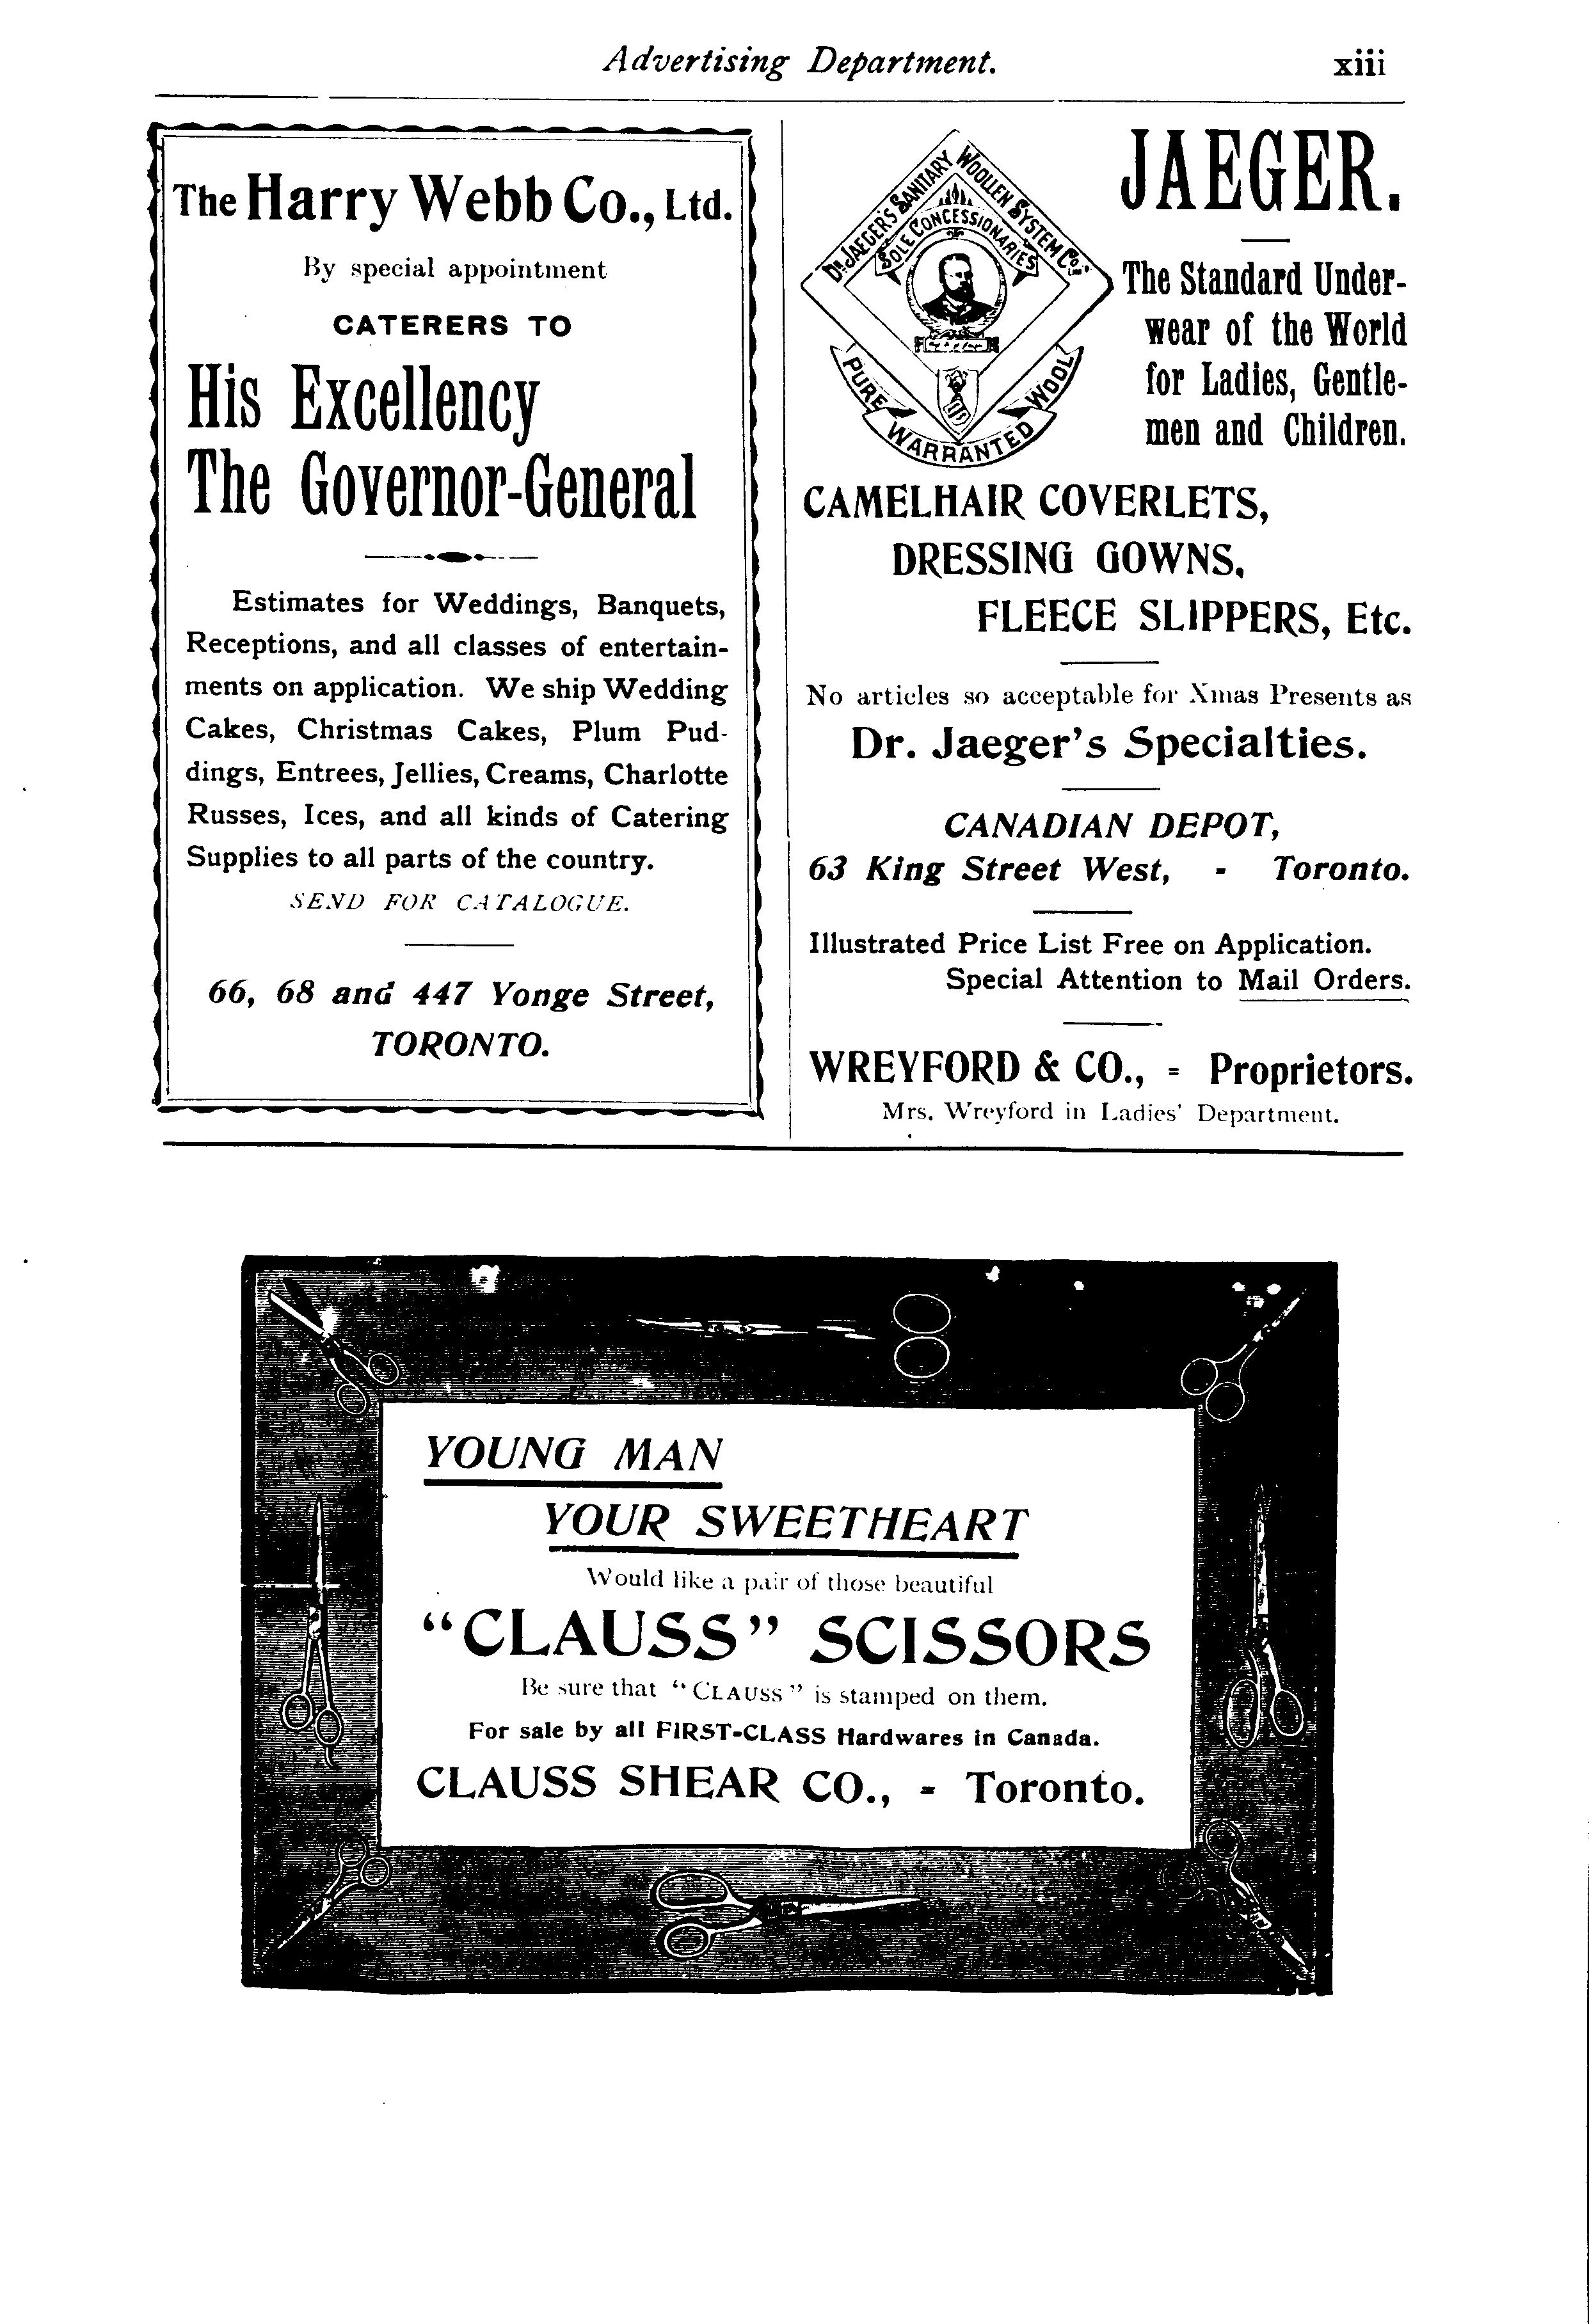 Advertising Department.
xiii
The Harry Webb Co., Ltd.
By special appointment
CATERERS TO
His Excellency
The Governor-General
Estimates for Weddings, Banquets,
Receptions, and all classes of entertain-
ments on application. We ship Wedding
Cakes, Christmas Cakes, Plum Pud-
dings, Entrees, Jellies, Creams, Charlotte
Russes, Ices, and all kinds of Catering
Supplies to all parts of the country.
SEND FOR CATALOGUE.
66, 68 and 447 Yonge Street,
TORONTO.
DR JAEGER'S SANITARY WOOLLEN SYSTEM CO. LTD.
SOLE CONCESSIONARIES
PURE WARRANTED WOOL
JAEGER.
The Standard Under-
wear of the World
for Ladies, Gentle-
men and Children.
CAMELHAIR COVERLETS,
DRESSING GOWNS,
FLEECE SLIPPERS, Etc.
No articles so acceptable for Xmas Presents as
Dr. Jaeger's Specialties.
CANADIAN DEPOT,
63 King Street West, - Toronto.
Illustrated Price List Free on Application.
Special Attention to Mail Orders.
WREYFORD & CO., = Proprietors.
Mrs. Wreyford in Ladies' Department.
YOUNG MAN
YOUR SWEETHEART
Would like a pair of those beautiful
"CLAUSS" SCISSORS
Be sure that "CLAUSS" is stamped on them.
For sale by all FIRST-CLASS Hardwares in Canada.
CLAUSS SHEAR CO., = Toronto.